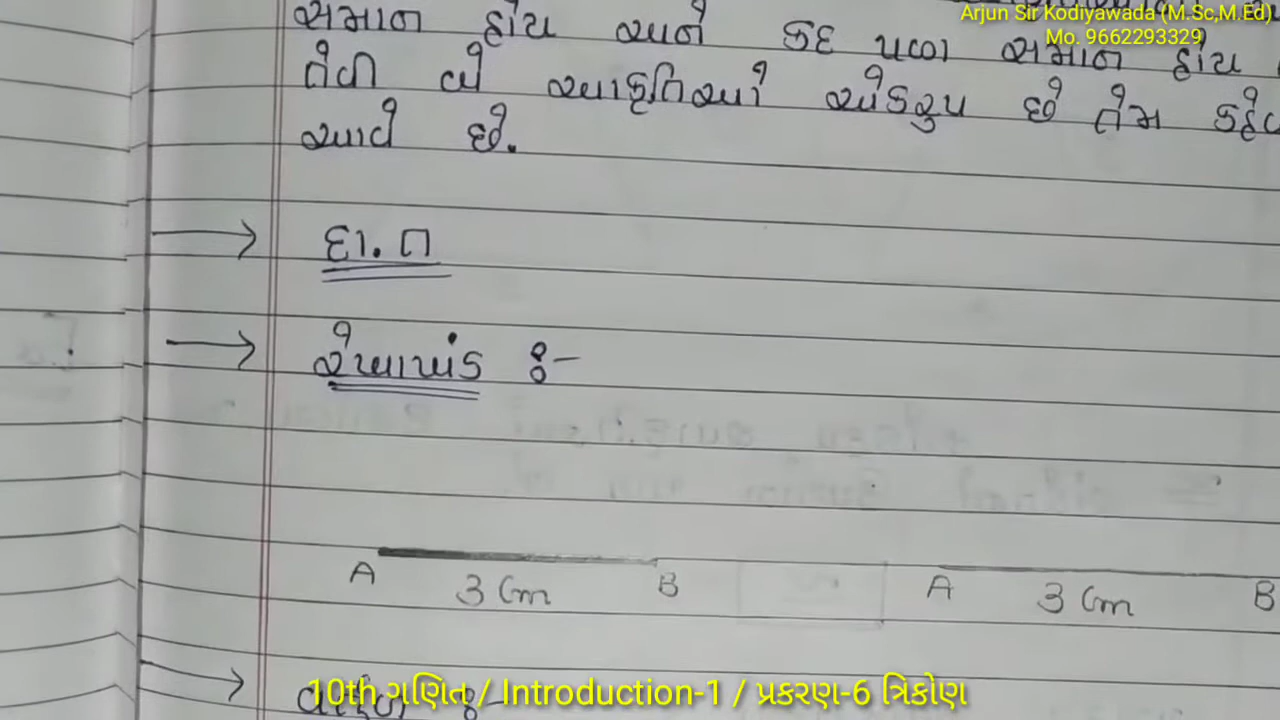 Arjun Sir Kodiyawada (M.Sc,M.Ed)
Mo. 9662293329
સમાન હોય અને કદ પણ સમાન હોય
તેવી બે આકૃતિઓ એકરુપ છે તેમ કહે
આવે છે.
→ દા. ત
→ રેખાખંડ :-
A 3 Cm B A 3 Cm B
→ વર્તુળ :-
10th ગણિત / Introduction-1 / પ્રકરણ-6 ત્રિકોણ